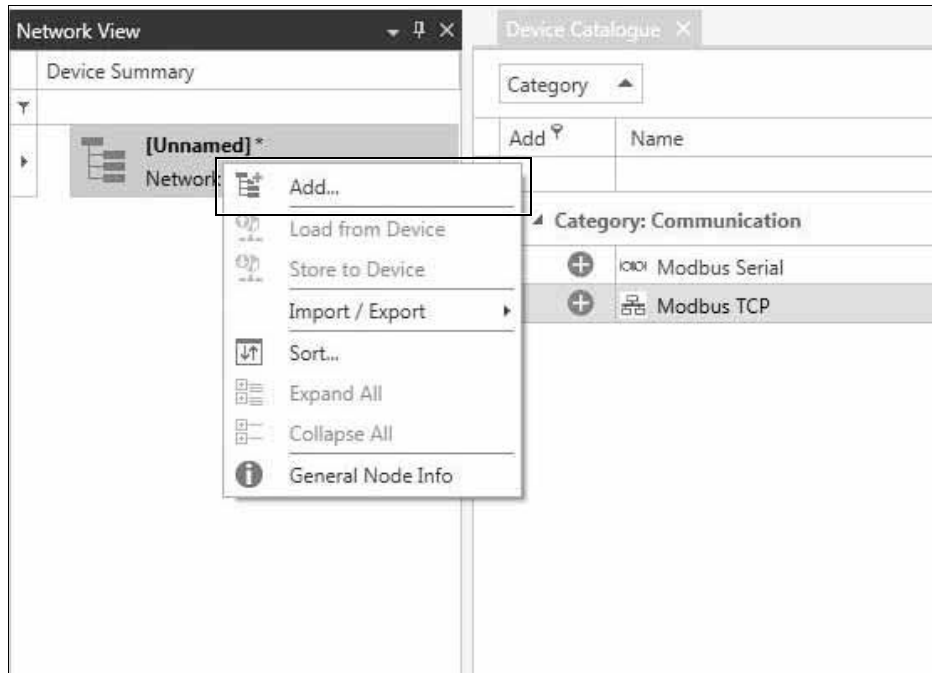 Network View
Device Summary
[Unnamed] *
Network
Add...
Load from Device
Store to Device
Import / Export
Sort...
Expand All
Collapse All
General Node Info
Device Catalogue
Category
Add
Name
Category: Communication
Modbus Serial
Modbus TCP